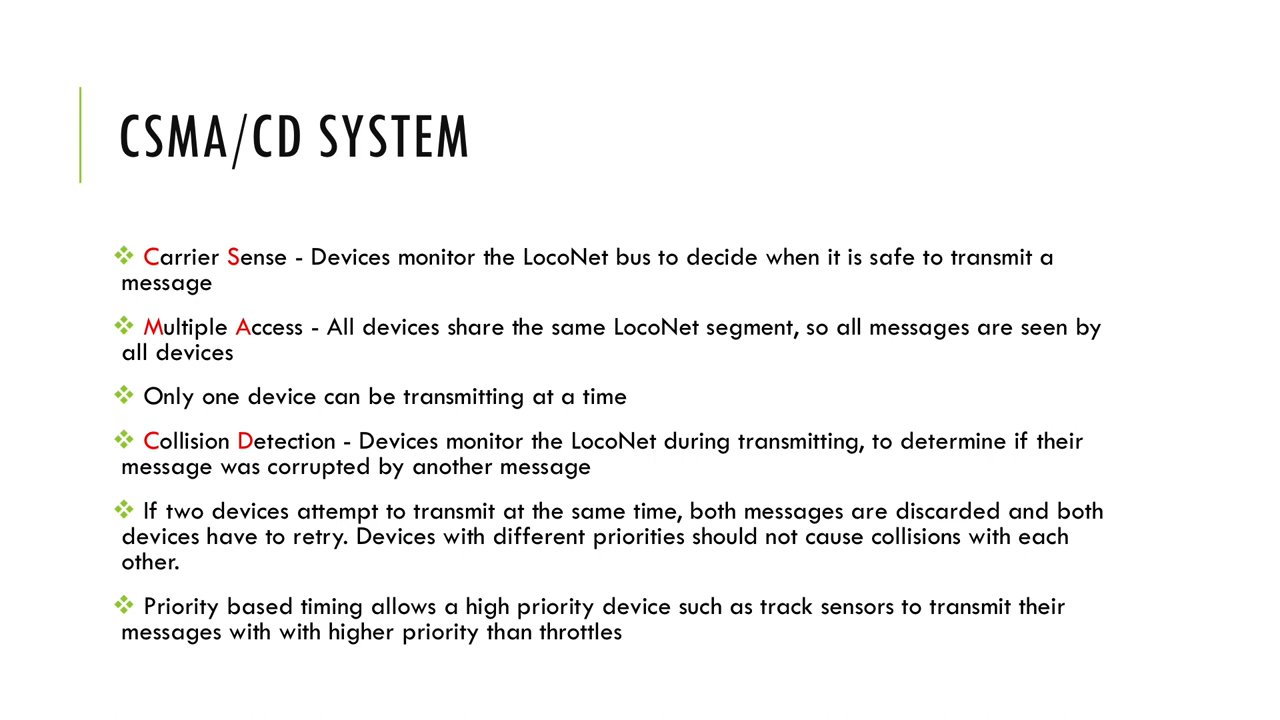 CSMA/CD SYSTEM
❖ Carrier Sense - Devices monitor the LocoNet bus to decide when it is safe to transmit a
message
❖ Multiple Access - All devices share the same LocoNet segment, so all messages are seen by
all devices
❖ Only one device can be transmitting at a time
❖ Collision Detection - Devices monitor the LocoNet during transmitting, to determine if their
message was corrupted by another message
❖ If two devices attempt to transmit at the same time, both messages are discarded and both
devices have to retry. Devices with different priorities should not cause collisions with each
other.
❖ Priority based timing allows a high priority device such as track sensors to transmit their
messages with with higher priority than throttles